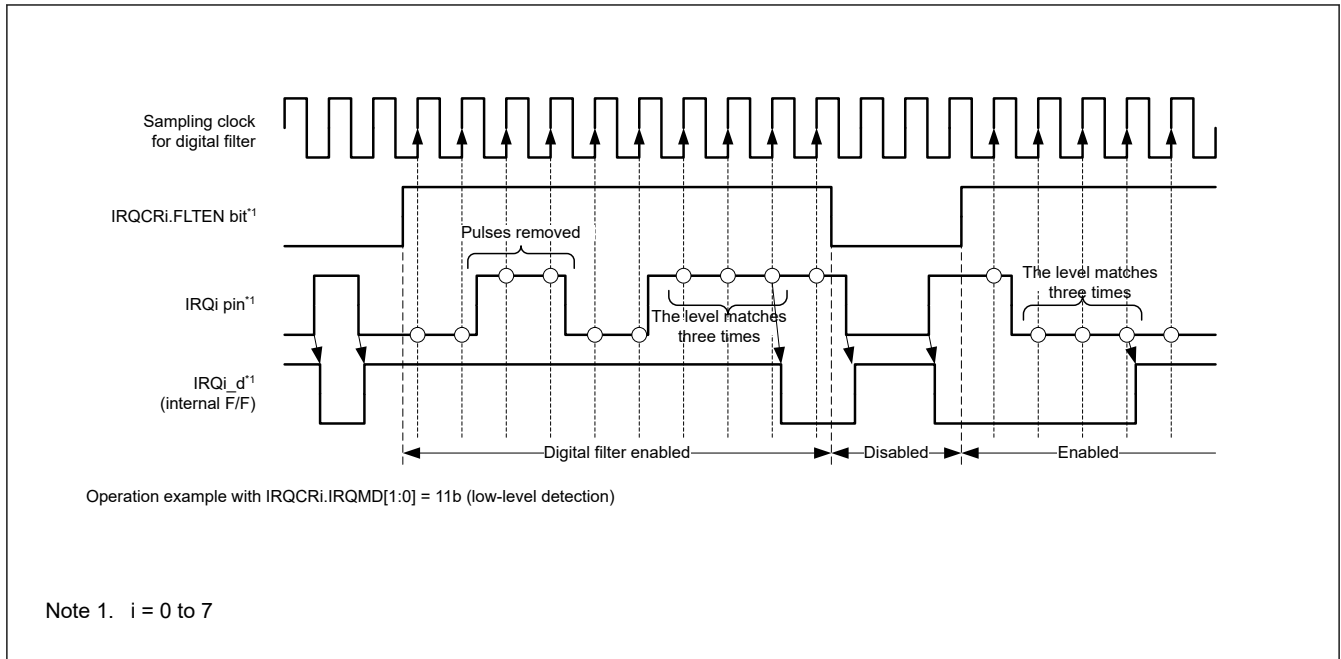 Sampling clock
for digital filter
IRQCRi.FLTEN bit*1
Pulses removed
IRQi pin*1
The level matches
three times
The level matches
three times
IRQi_d*1
(internal F/F)
Digital filter enabled
Disabled
Enabled
Operation example with IRQCRi.IRQMD[1:0] = 11b (low-level detection)
Note 1. i = 0 to 7